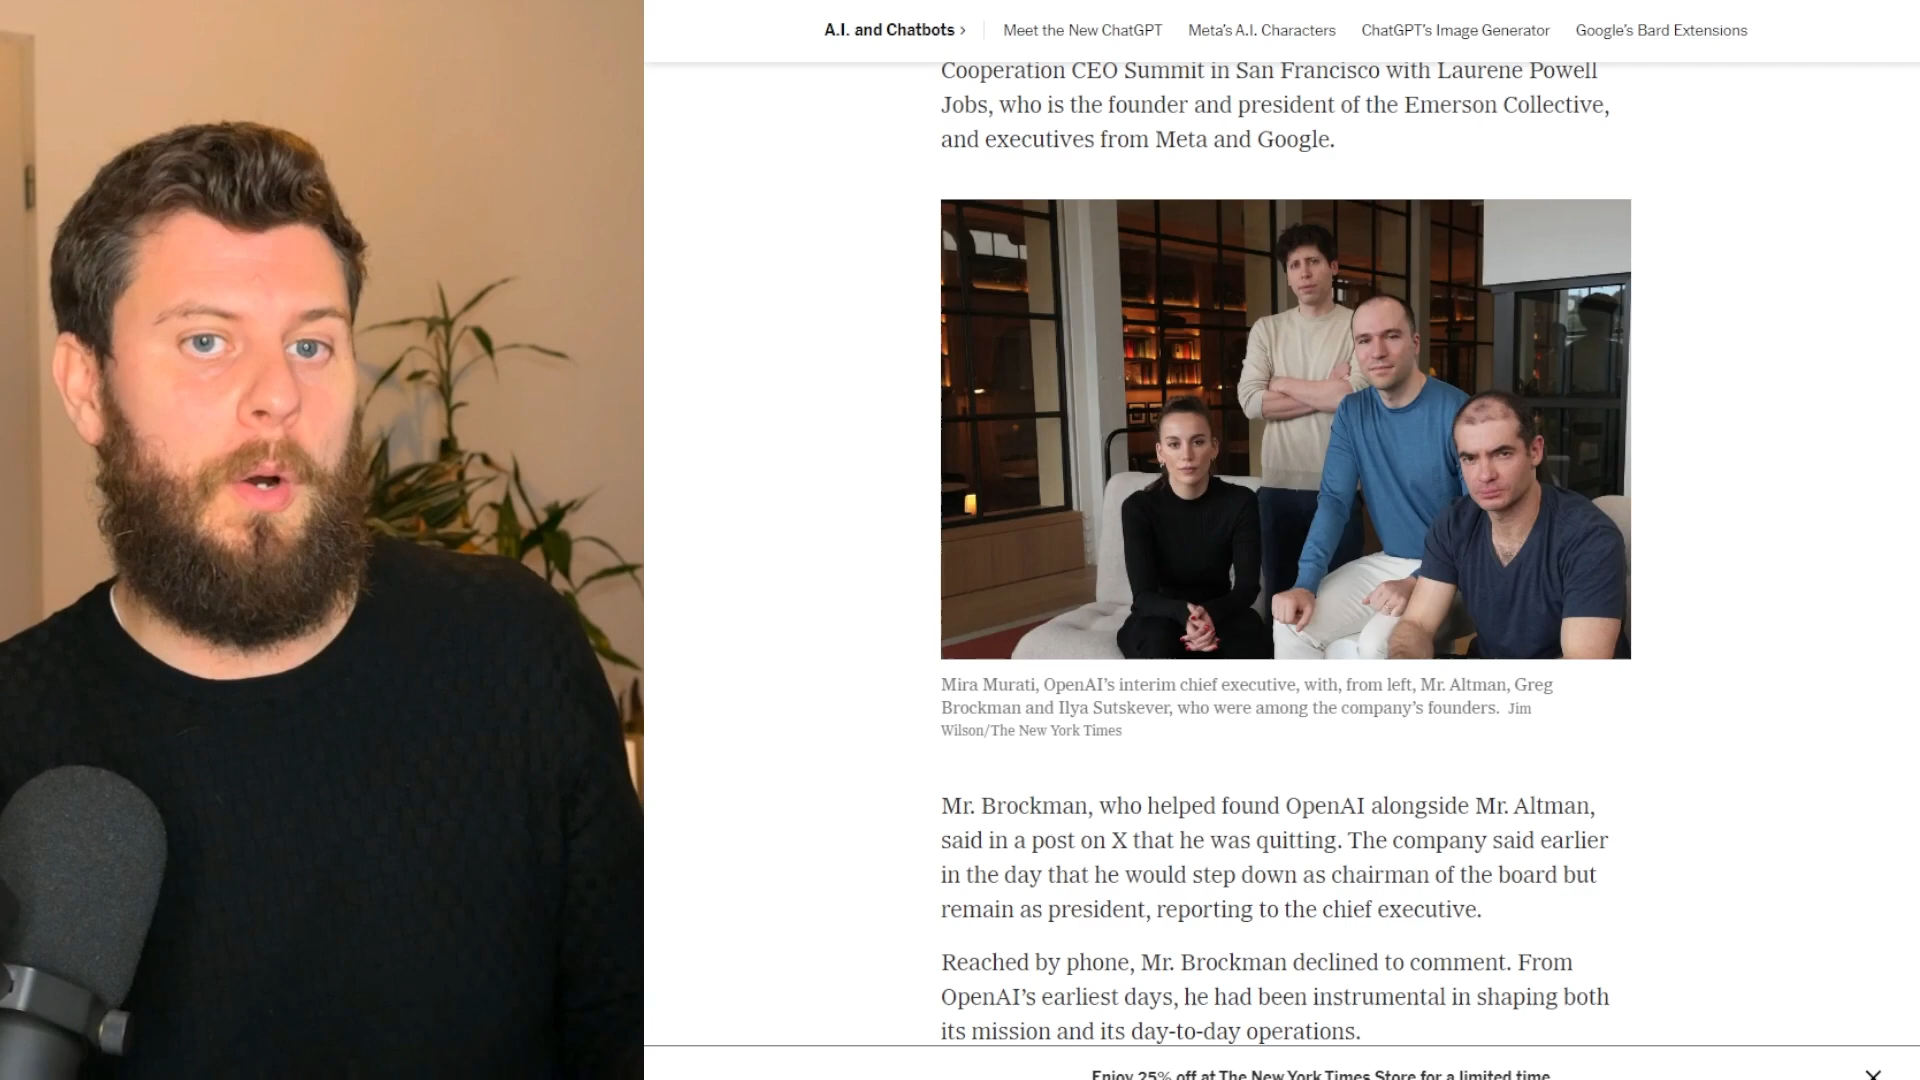 A.I. and Chatbots › Meet the New ChatGPT Meta's A.I. Characters ChatGPT's Image Generator Google's Bard Extensions
Cooperation CEO Summit in San Francisco with Laurene Powell
Jobs, who is the founder and president of the Emerson Collective,
and executives from Meta and Google.
Mira Murati, OpenAI's interim chief executive, with, from left, Mr. Altman, Greg
Brockman and Ilya Sutskever, who were among the company's founders. Jim
Wilson/The New York Times
Mr. Brockman, who helped found OpenAI alongside Mr. Altman,
said in a post on X that he was quitting. The company said earlier
in the day that he would step down as chairman of the board but
remain as president, reporting to the chief executive.
Reached by phone, Mr. Brockman declined to comment. From
OpenAI's earliest days, he had been instrumental in shaping both
its mission and its day-to-day operations.
Enjoy 25% off at The New York Times Store for a limited time